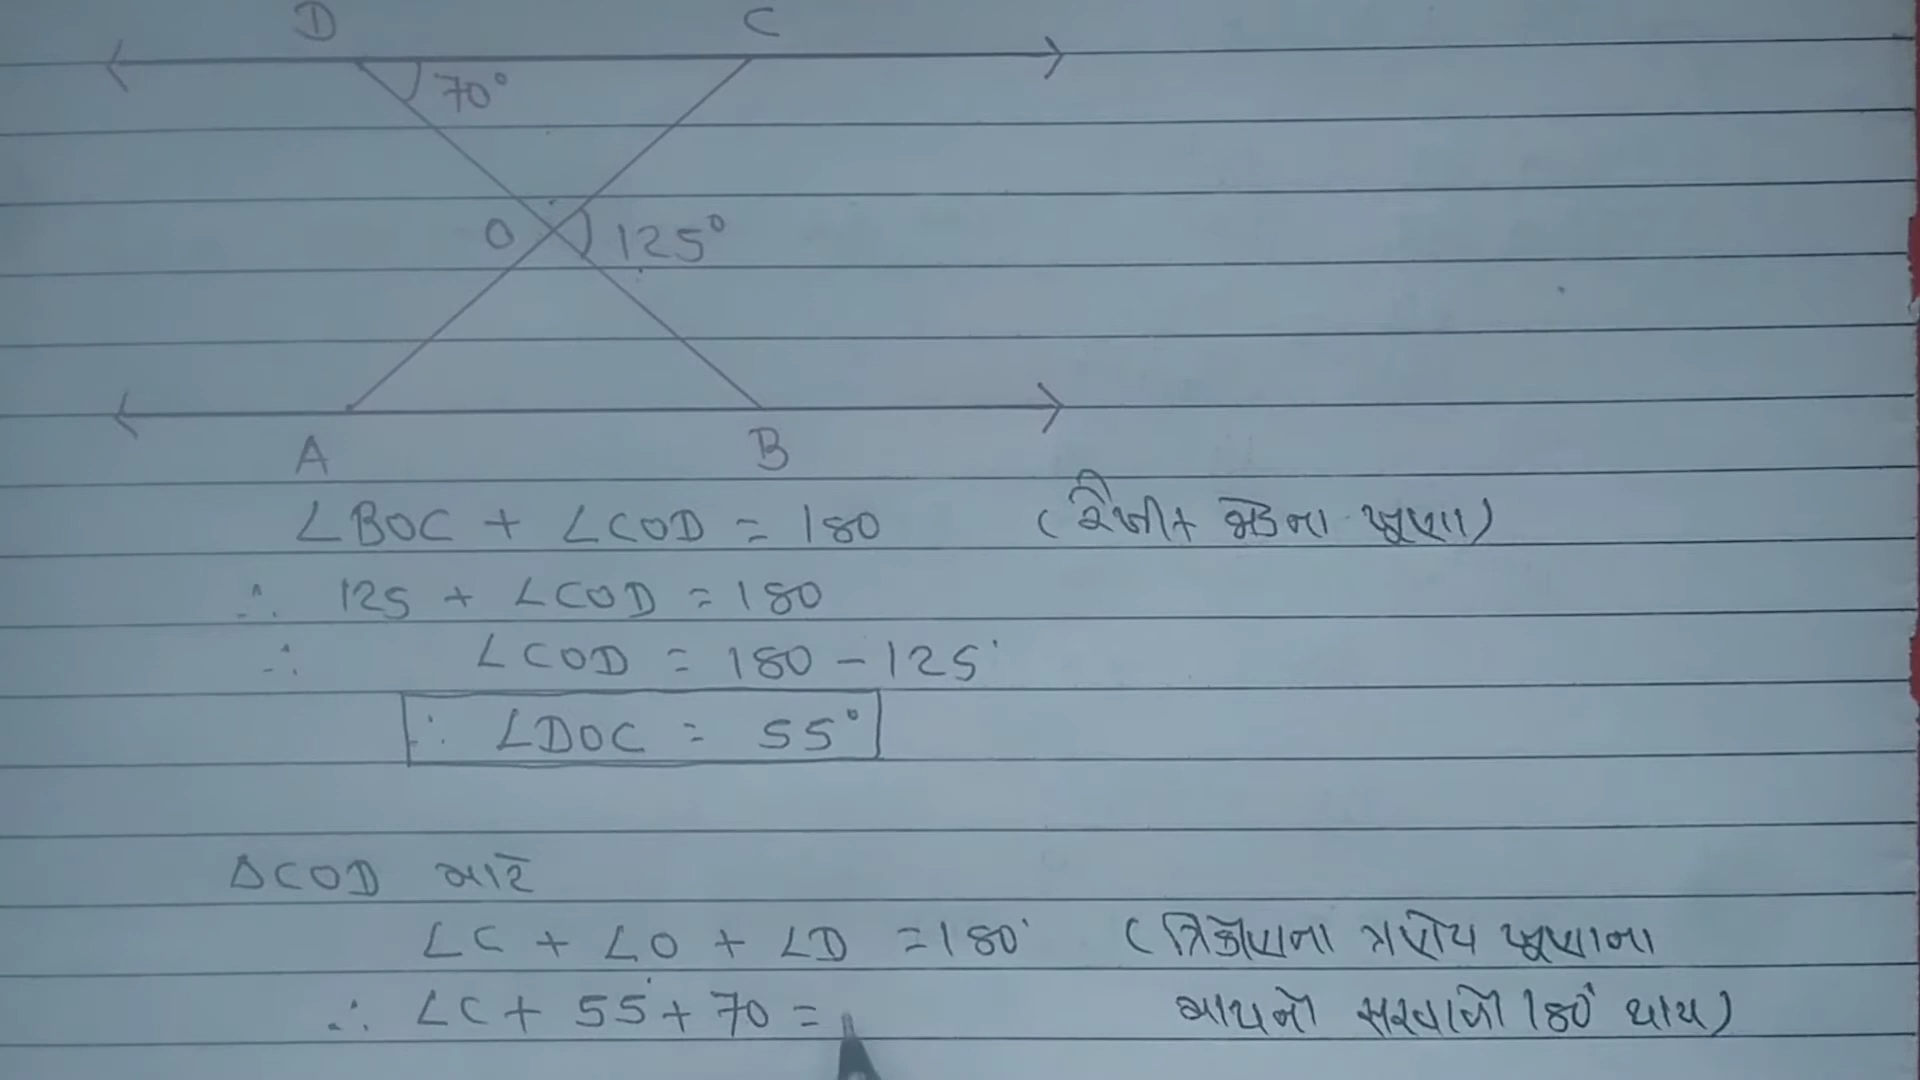 D C
70°
O 125°
A B
∠BOC + ∠COD = 180 (રૈખીક જોડના ખૂણા)
∴ 125 + ∠COD = 180
∴ ∠COD = 180 - 125°
∴ ∠DOC = 55°
ΔCOD માટે
∠C + ∠O + ∠D = 180° (ત્રિકોણના ત્રણેય ખૂણાના
∴ ∠C + 55° + 70 = માપનો સરવાળો 180° થાય)